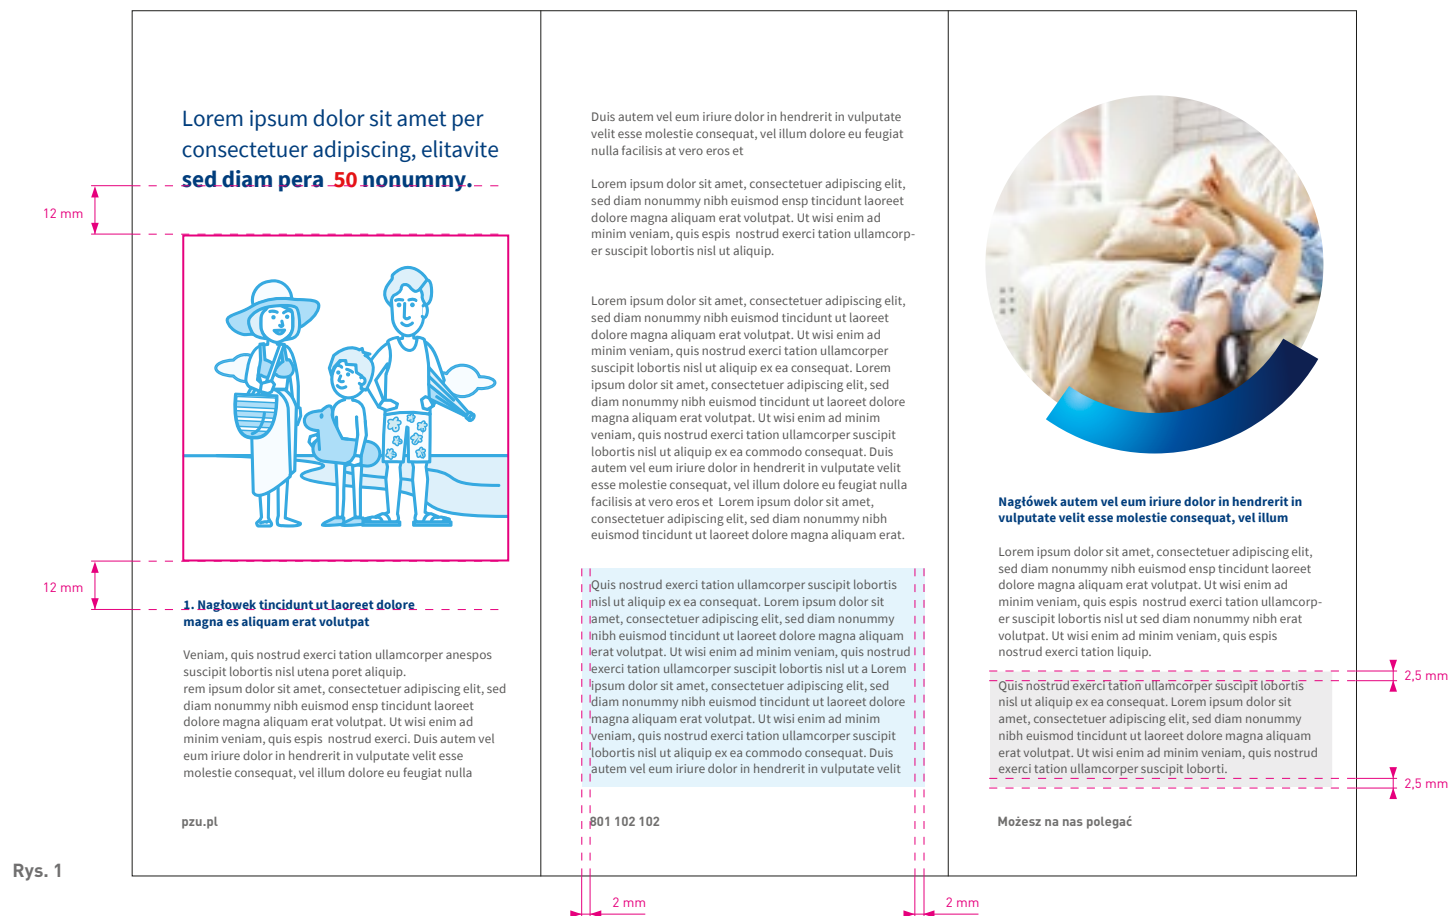 Lorem ipsum dolor sit amet per
consectetuer adipiscing, elitavite
sed diam pera 50 nonummy.
12 mm
12 mm
1. Nagłowek tincidunt ut laoreet dolore
magna es aliquam erat volutpat
Veniam, quis nostrud exerci tation ullamcorper anespos
suscipit lobortis nisl utena poret aliquip.
rem ipsum dolor sit amet, consectetuer adipiscing elit, sed
diam nonummy nibh euismod ensp tincidunt laoreet
dolore magna aliquam erat volutpat. Ut wisi enim ad
minim veniam, quis espis nostrud exerci. Duis autem vel
eum iriure dolor in hendrerit in vulputate velit esse
molestie consequat, vel illum dolore eu feugiat nulla
pzu.pl
Duis autem vel eum iriure dolor in hendrerit in vulputate
velit esse molestie consequat, vel illum dolore eu feugiat
nulla facilisis at vero eros et
Lorem ipsum dolor sit amet, consectetuer adipiscing elit,
sed diam nonummy nibh euismod ensp tincidunt laoreet
dolore magna aliquam erat volutpat. Ut wisi enim ad
minim veniam, quis espis nostrud exerci tation ullamcorp-
er suscipit lobortis nisl ut aliquip.
Lorem ipsum dolor sit amet, consectetuer adipiscing elit,
sed diam nonummy nibh euismod tincidunt ut laoreet
dolore magna aliquam erat volutpat. Ut wisi enim ad
minim veniam, quis nostrud exerci tation ullamcorper
suscipit lobortis nisl ut aliquip ex ea consequat. Lorem
ipsum dolor sit amet, consectetuer adipiscing elit, sed
diam nonummy nibh euismod tincidunt ut laoreet dolore
magna aliquam erat volutpat. Ut wisi enim ad minim
veniam, quis nostrud exerci tation ullamcorper suscipit
lobortis nisl ut aliquip ex ea commodo consequat. Duis
autem vel eum iriure dolor in hendrerit in vulputate velit
esse molestie consequat, vel illum dolore eu feugiat nulla
facilisis at vero eros et Lorem ipsum dolor sit amet,
consectetuer adipiscing elit, sed diam nonummy nibh
euismod tincidunt ut laoreet dolore magna aliquam erat.
Quis nostrud exerci tation ullamcorper suscipit lobortis
nisl ut aliquip ex ea consequat. Lorem ipsum dolor sit
amet, consectetuer adipiscing elit, sed diam nonummy
nibh euismod tincidunt ut laoreet dolore magna aliquam
erat volutpat. Ut wisi enim ad minim veniam, quis nostrud
exerci tation ullamcorper suscipit lobortis nisl ut a Lorem
ipsum dolor sit amet, consectetuer adipiscing elit, sed
diam nonummy nibh euismod tincidunt ut laoreet dolore
magna aliquam erat volutpat. Ut wisi enim ad minim
veniam, quis nostrud exerci tation ullamcorper suscipit
lobortis nisl ut aliquip ex ea commodo consequat. Duis
autem vel eum iriure dolor in hendrerit in vulputate velit
801 102 102
2 mm
2 mm
Nagłówek autem vel eum iriure dolor in hendrerit in
vulputate velit esse molestie consequat, vel illum
Lorem ipsum dolor sit amet, consectetuer adipiscing elit,
sed diam nonummy nibh euismod ensp tincidunt laoreet
dolore magna aliquam erat volutpat. Ut wisi enim ad
minim veniam, quis espis nostrud exerci tation ullamcorp-
er suscipit lobortis nisl ut sed diam nonummy nibh erat
volutpat. Ut wisi enim ad minim veniam, quis espis
nostrud exerci tation liquip.
Quis nostrud exerci tation ullamcorper suscipit lobortis
nisl ut aliquip ex ea consequat. Lorem ipsum dolor sit
amet, consectetuer adipiscing elit, sed diam nonummy
nibh euismod tincidunt ut laoreet dolore magna aliquam
erat volutpat. Ut wisi enim ad minim veniam, quis nostrud
exerci tation ullamcorper suscipit loborti.
2,5 mm
2,5 mm
Możesz na nas polegać
Rys. 1